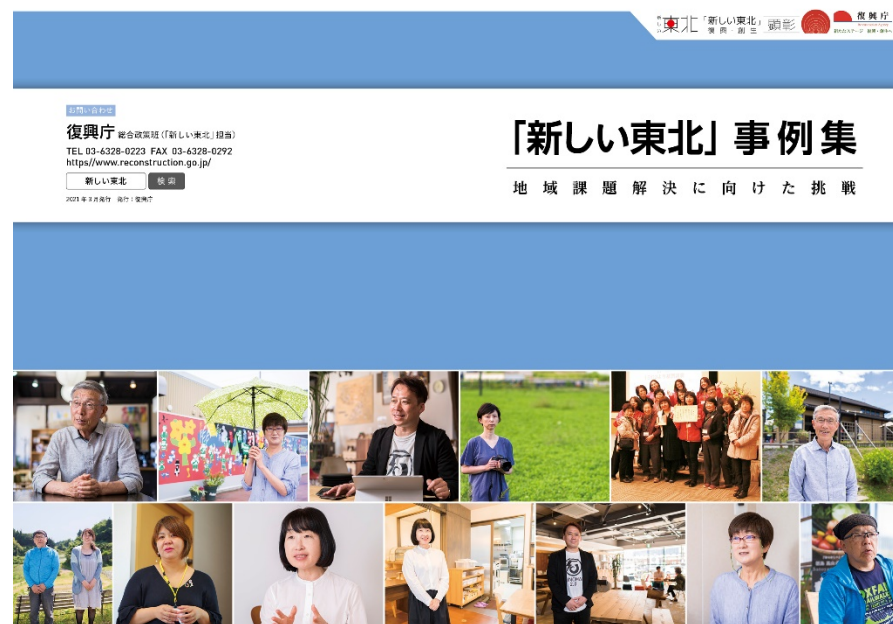 東北
「新しい東北」
復興・創生
顕彰
復興庁
お問い合わせ
復興庁 総合政策班(「新しい東北」担当)
TEL 03-6328-0223 FAX 03-6328-0292
https//www.reconstruction.go.jp/
新しい東北 検索
2021年3月発行 発行：復興庁
「新しい東北」事例集
地域課題解決に向けた挑戦